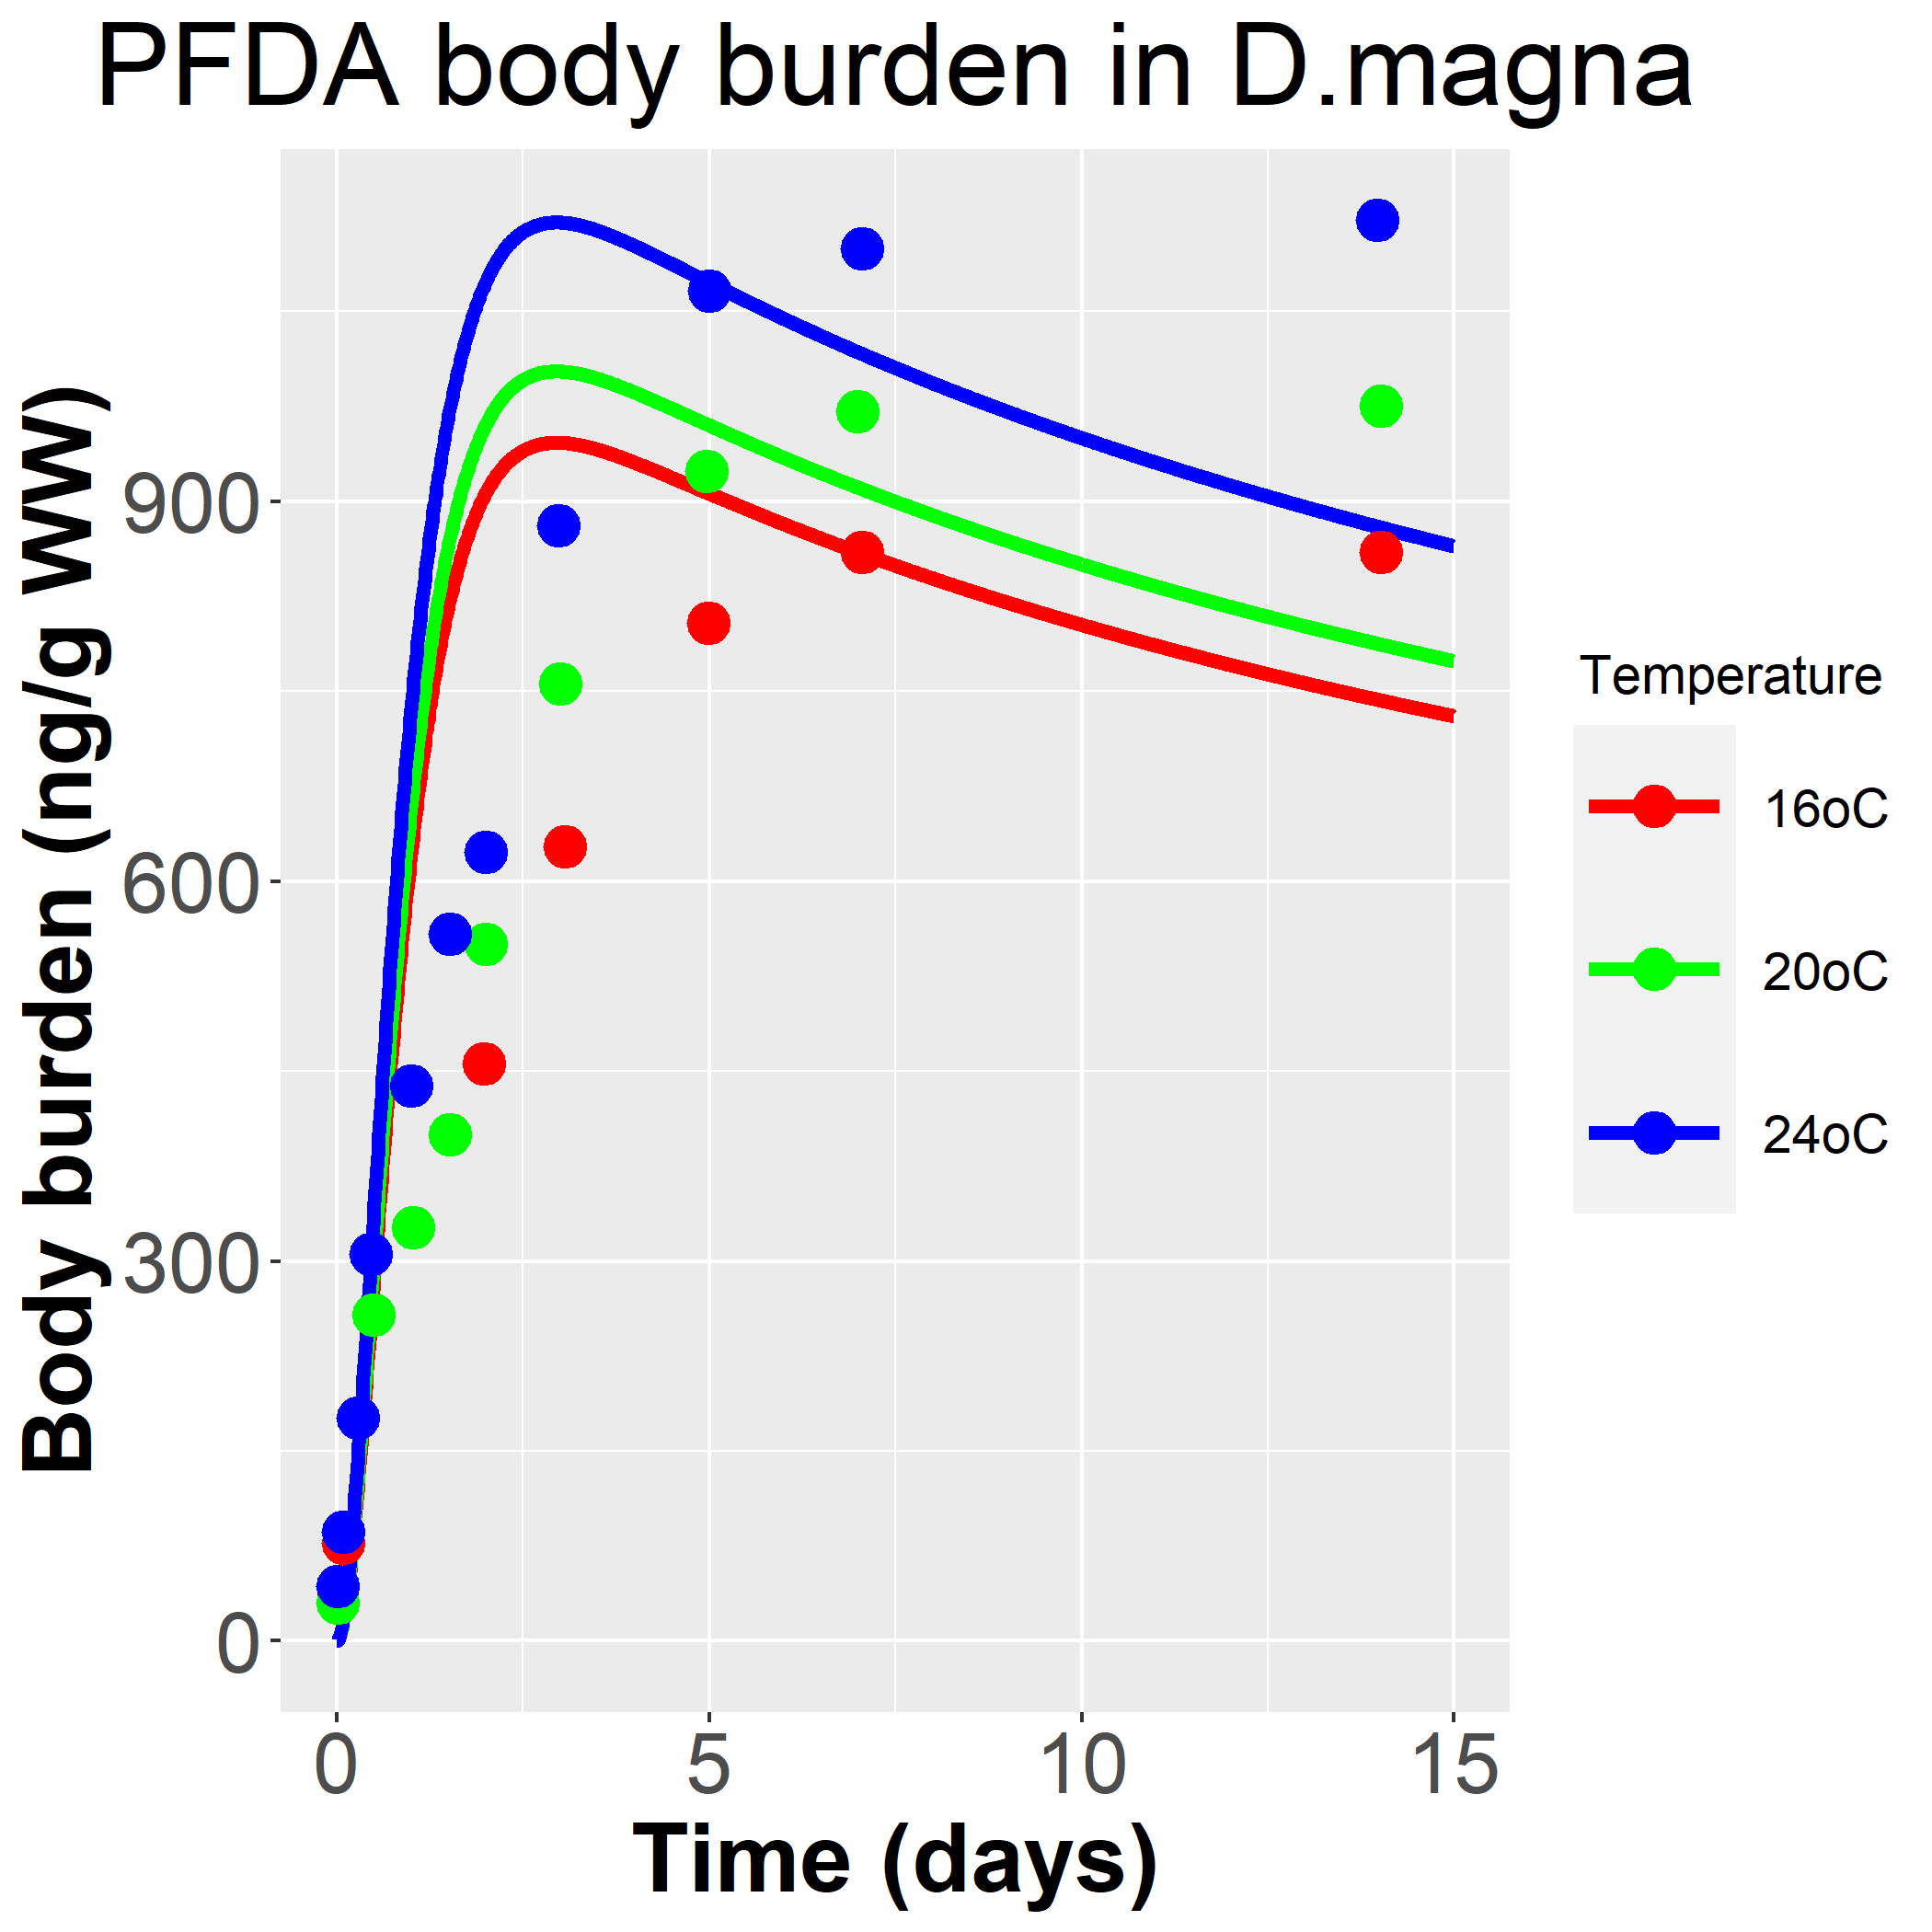 PFDA body burden in D.magna
Body burden (ng/g WW)
900
600
300
0
0
5
10
15
Time (days)
Temperature
16oC
20oC
24oC